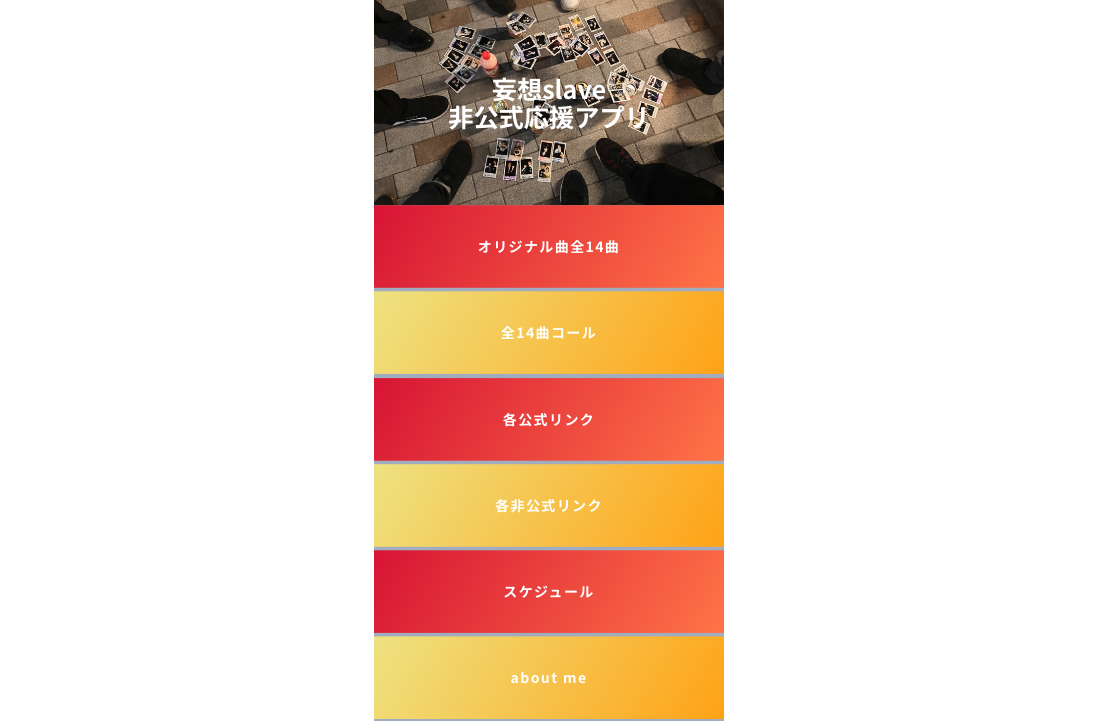 妄想slave
非公式応援アプリ
オリジナル曲全14曲
全14曲コール
各公式リンク
各非公式リンク
スケジュール
about me